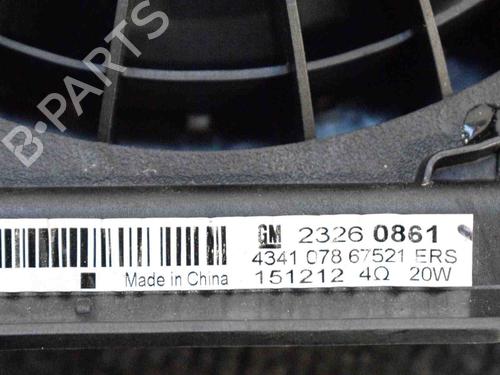 B-PARTS
GM 2326 0861
4341 078 67521 ERS
Made in China 151212 4Ω 20W